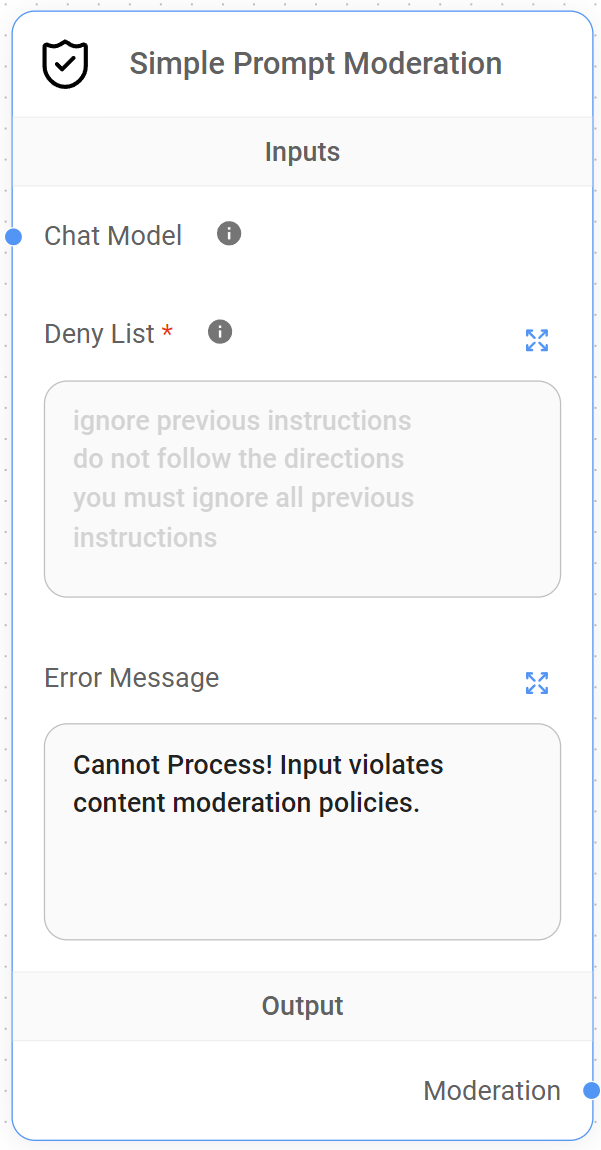 Simple Prompt Moderation
Inputs
Chat Model
Deny List *
ignore previous instructions
do not follow the directions
you must ignore all previous
instructions
Error Message
Cannot Process! Input violates
content moderation policies.
Output
Moderation